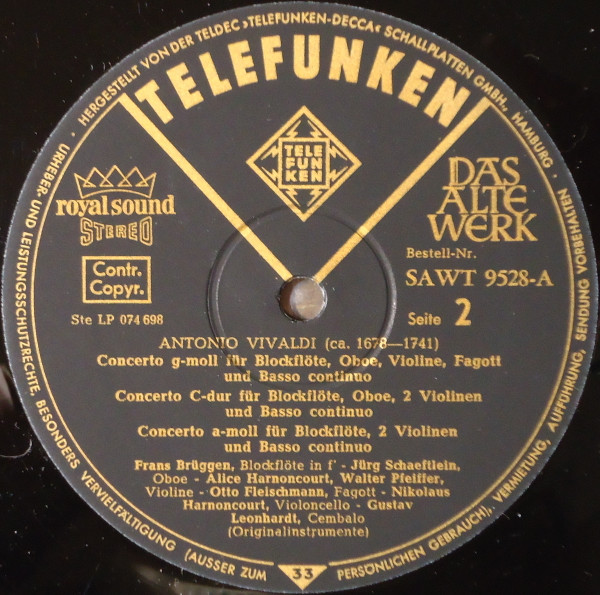 HERGESTELLT VON DER TELDEC »TELEFUNKEN-DECCA« SCHALLPLATTEN GMBH., HAMBURG · URHEBER- UND LEISTUNGSSCHUTZRECHTE, BESONDERS VERVIELFÄLTIGUNG (AUSSER ZUM PERSÖNLICHEN GEBRAUCH), VERMIETUNG, AUFFÜHRUNG, SENDUNG VORBEHALTEN ·
TELEFUNKEN
TELE
FUN
KEN
royal sound
STEREO
DAS
ALTE
WERK
Contr.
Copyr.
Bestell-Nr.
SAWT 9528-A
Ste LP 074 698
Seite 2
ANTONIO VIVALDI (ca. 1678—1741)
Concerto g-moll für Blockflöte, Oboe, Violine, Fagott
und Basso continuo
Concerto C-dur für Blockflöte, Oboe, 2 Violinen
und Basso continuo
Concerto a-moll für Blockflöte, 2 Violinen
und Basso continuo
Frans Brüggen, Blockflöte in f' - Jürg Schaeftlein,
Oboe - Alice Harnoncourt, Walter Pfeiffer,
Violine - Otto Fleischmann, Fagott - Nikolaus
Harnoncourt, Violoncello - Gustav
Leonhardt, Cembalo
(Originalinstrumente)
33